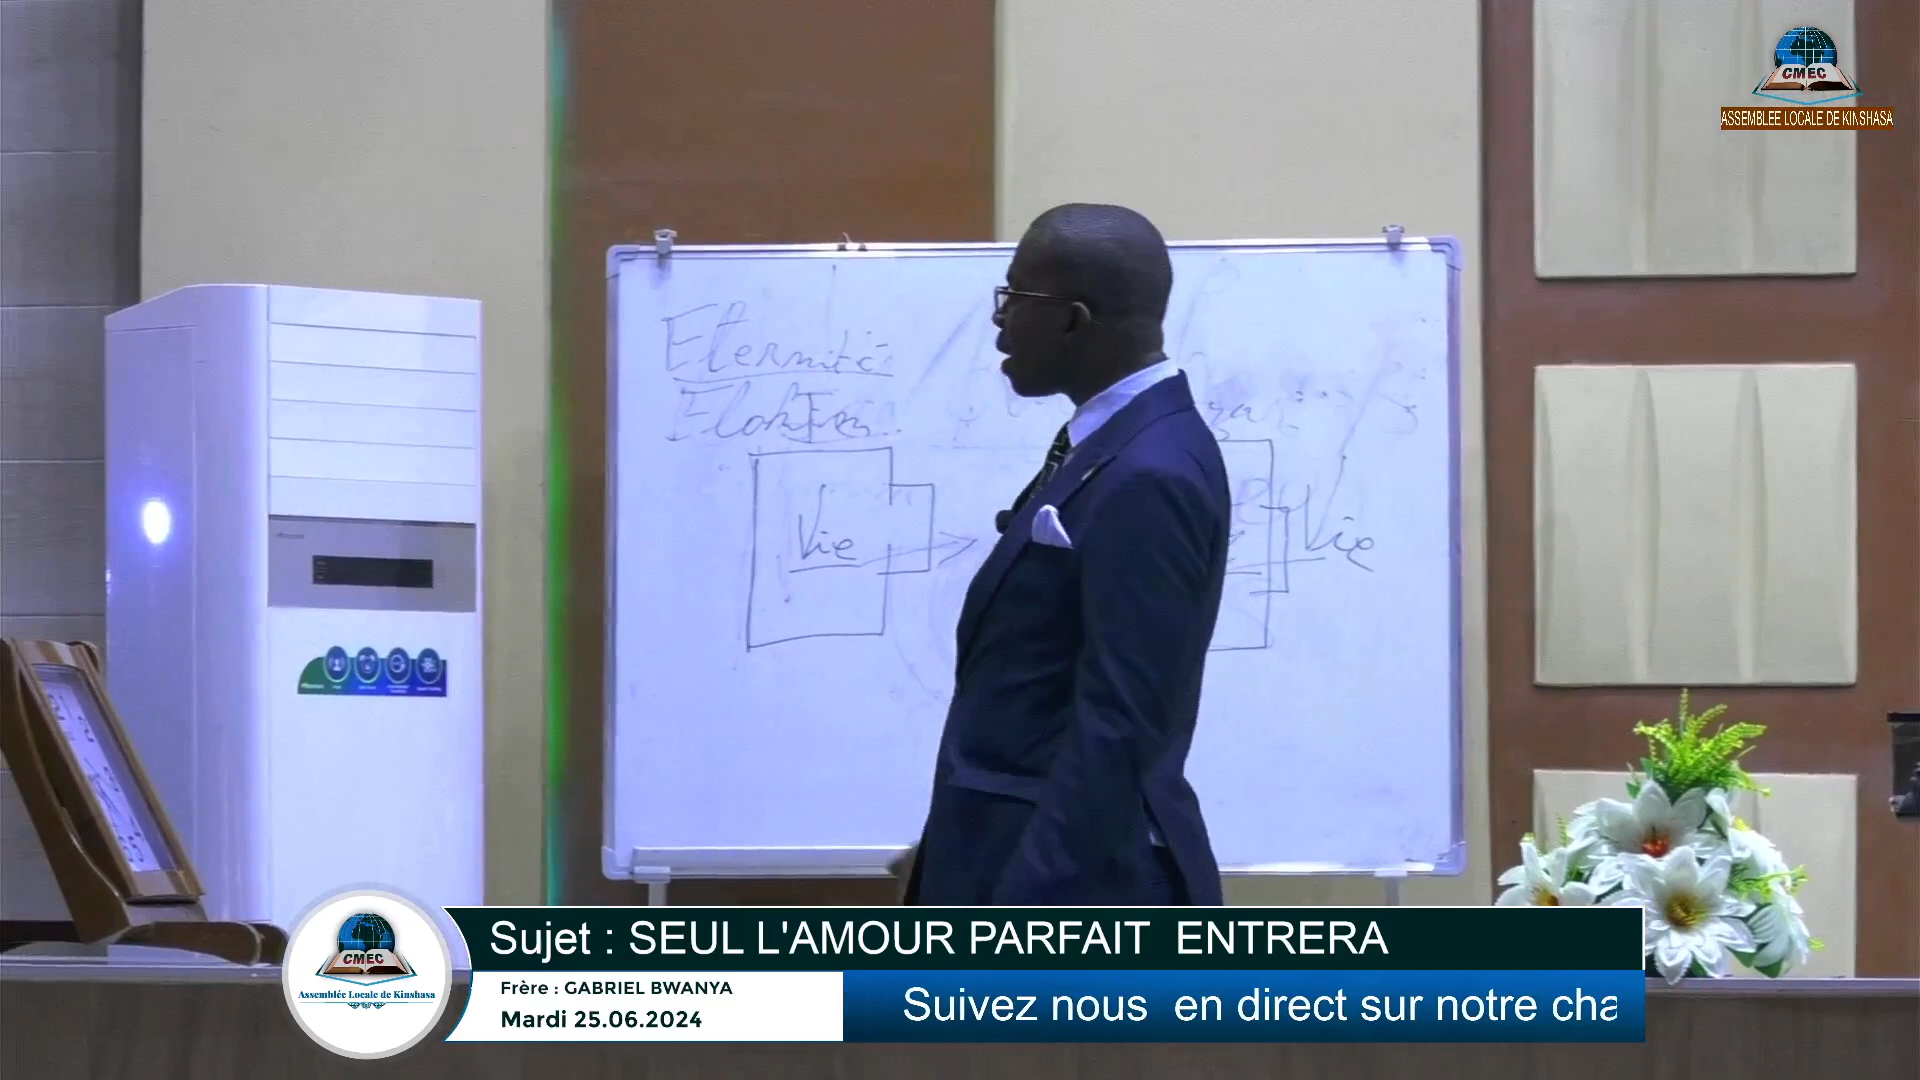 CMEC
ASSEMBLEE LOCALE DE KINSHASA
Eternité
Elohim
Vie
Vie
CMEC
Assemblée Locale de Kinshasa
Sujet : SEUL L'AMOUR PARFAIT ENTRERA
Frère : GABRIEL BWANYA
Mardi 25.06.2024
Suivez nous en direct sur notre cha